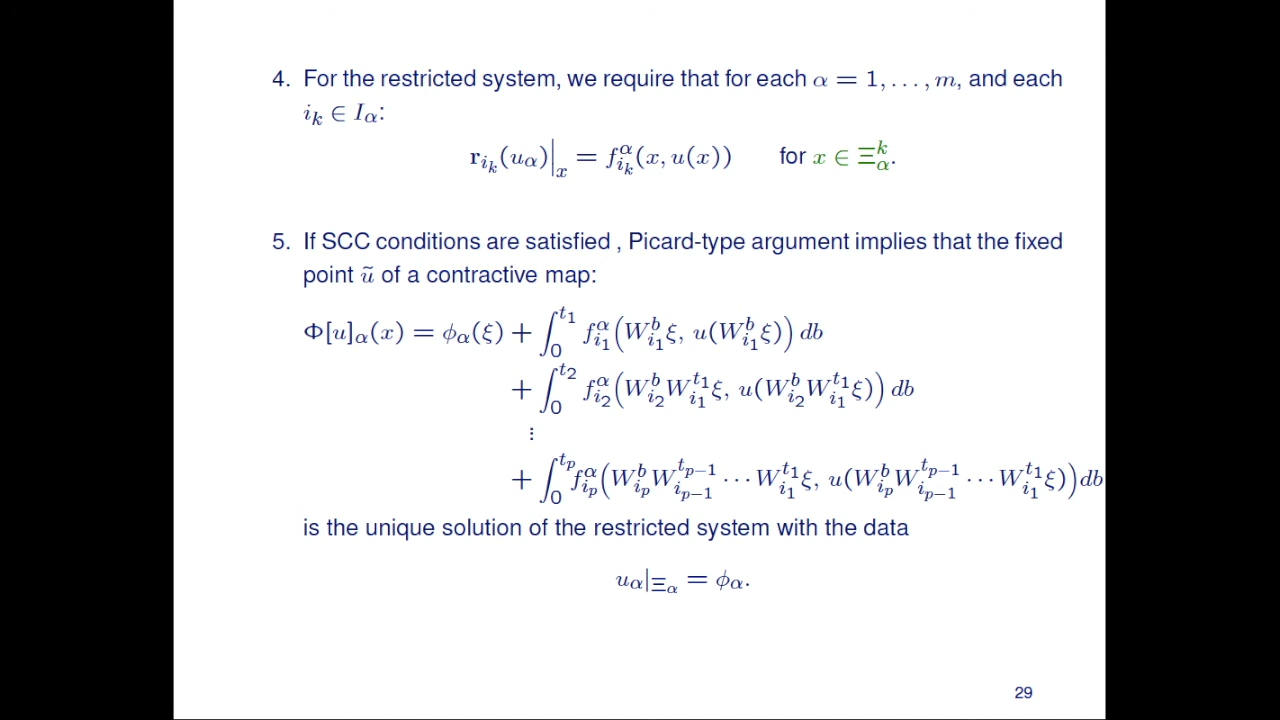 4. For the restricted system, we require that for each α = 1, . . . , m, and each
i_k ∈ I_α:
r_{i_k}(u_α)|_x = f^α_{i_k}(x, u(x)) for x ∈ Ξ^k_α.
5. If SCC conditions are satisfied , Picard-type argument implies that the fixed
point ũ of a contractive map:
Φ[u]_α(x) = ϕ_α(ξ) + ∫_0^{t_1} f^α_{i_1}(W^b_{i_1}ξ, u(W^b_{i_1}ξ)) db
+ ∫_0^{t_2} f^α_{i_2}(W^b_{i_2}W^{t_1}_{i_1}ξ, u(W^b_{i_2}W^{t_1}_{i_1}ξ)) db
⋮
+ ∫_0^{t_p} f^α_{i_p}(W^b_{i_p}W^{t_{p−1}}_{i_{p−1}} · · · W^{t_1}_{i_1}ξ, u(W^b_{i_p}W^{t_{p−1}}_{i_{p−1}} · · · W^{t_1}_{i_1}ξ)) db
is the unique solution of the restricted system with the data
u_α|_{Ξ_α} = ϕ_α.
29